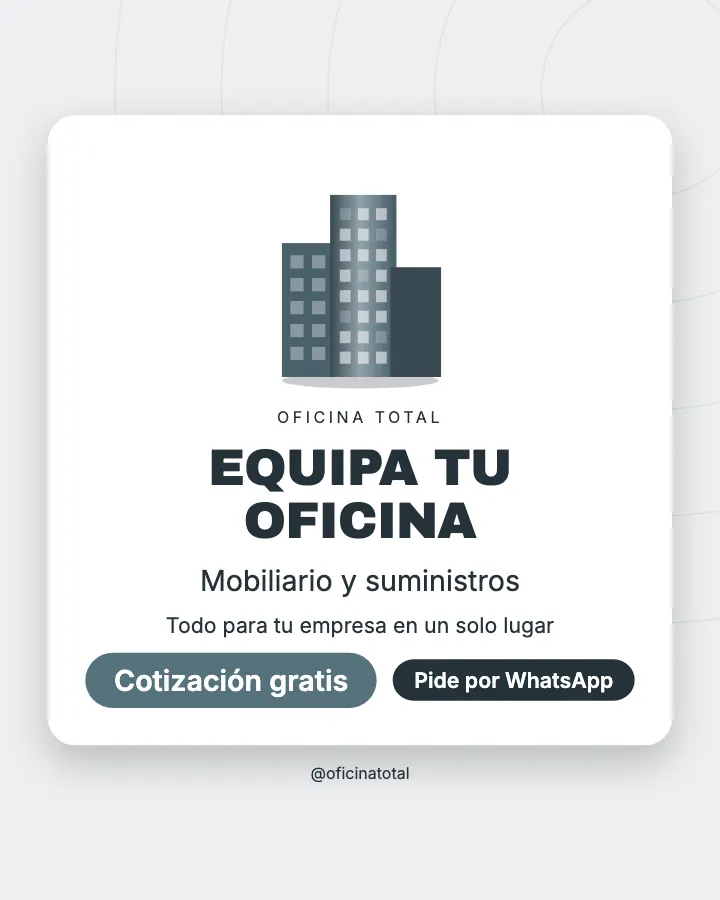 OFICINA TOTAL
EQUIPA TU
OFICINA
Mobiliario y suministros
Todo para tu empresa en un solo lugar
Cotización gratis
Pide por WhatsApp
@oficinatotal